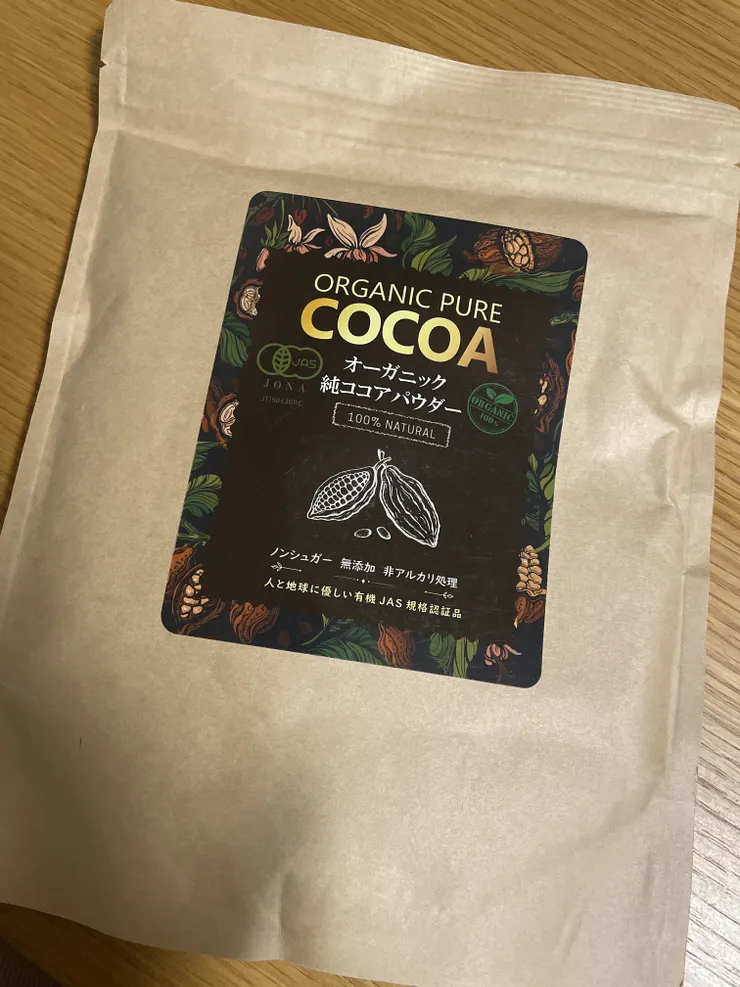 ORGANIC PURE
COCOA
オーガニック
純ココアパウダー
JAS
JONA
ORGANIC
100%
100% NATURAL
ノンシュガー 無添加 非アルカリ処理
人と地球に優しい有機JAS規格認証品